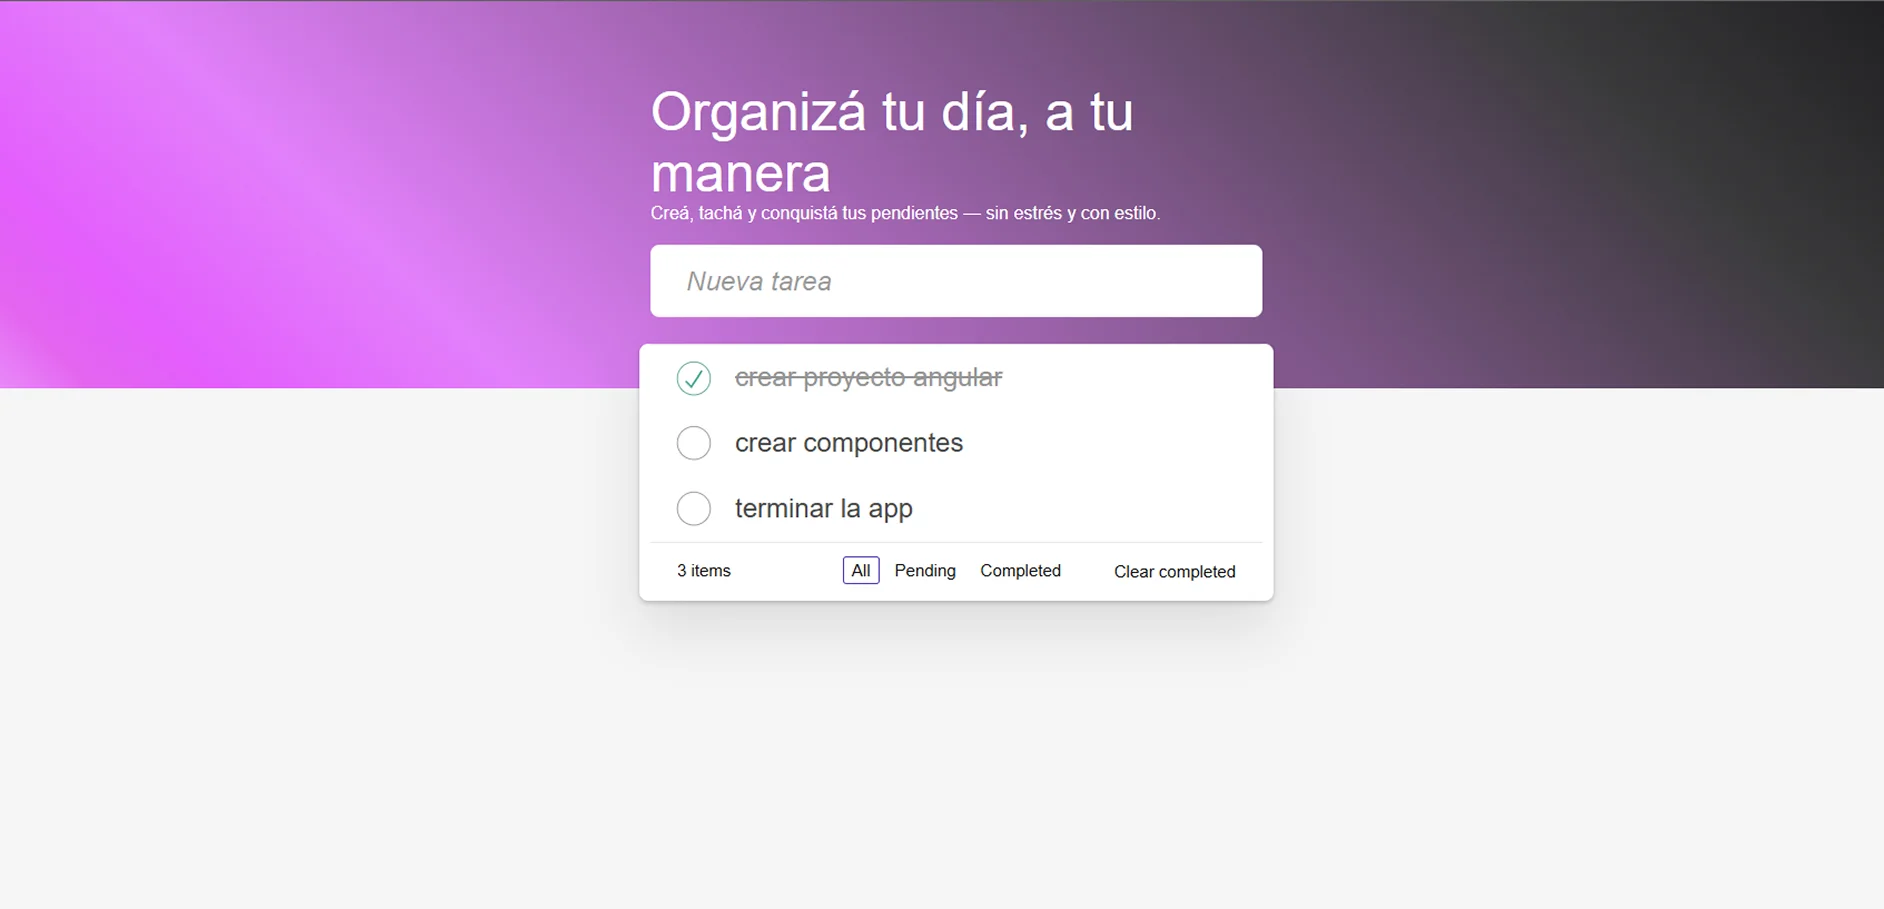 Organizá tu día, a tu
manera
Creá, tachá y conquistá tus pendientes — sin estrés y con estilo.
Nueva tarea
crear proyecto angular
crear componentes
terminar la app
3 items All Pending Completed Clear completed